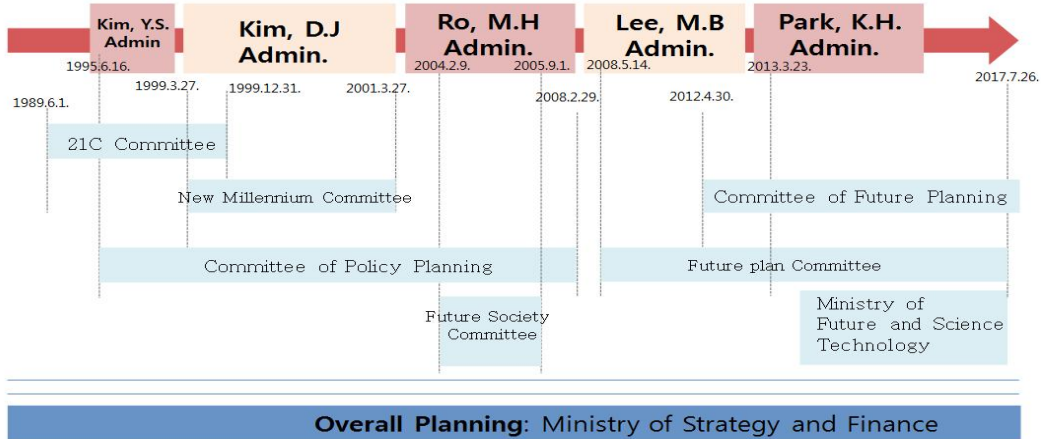 Kim, Y.S.
Admin
Kim, D.J
Admin.
Ro, M.H
Admin.
Lee, M.B
Admin.
Park, K.H.
Admin.
1995.6.16.
2004.2.9.
2005.9.1.
2008.5.14.
2013.3.23.
2017.7.26.
1989.6.1.
1999.3.27.
1999.12.31.
2001.3.27.
2008.2.29.
2012.4.30.
21C Committee
New Millennium Committee
Committee of Future Planning
Committee of Policy Planning
Future plan Committee
Future Society
Committee
Ministry of
Future and Science
Technology
Overall Planning: Ministry of Strategy and Finance